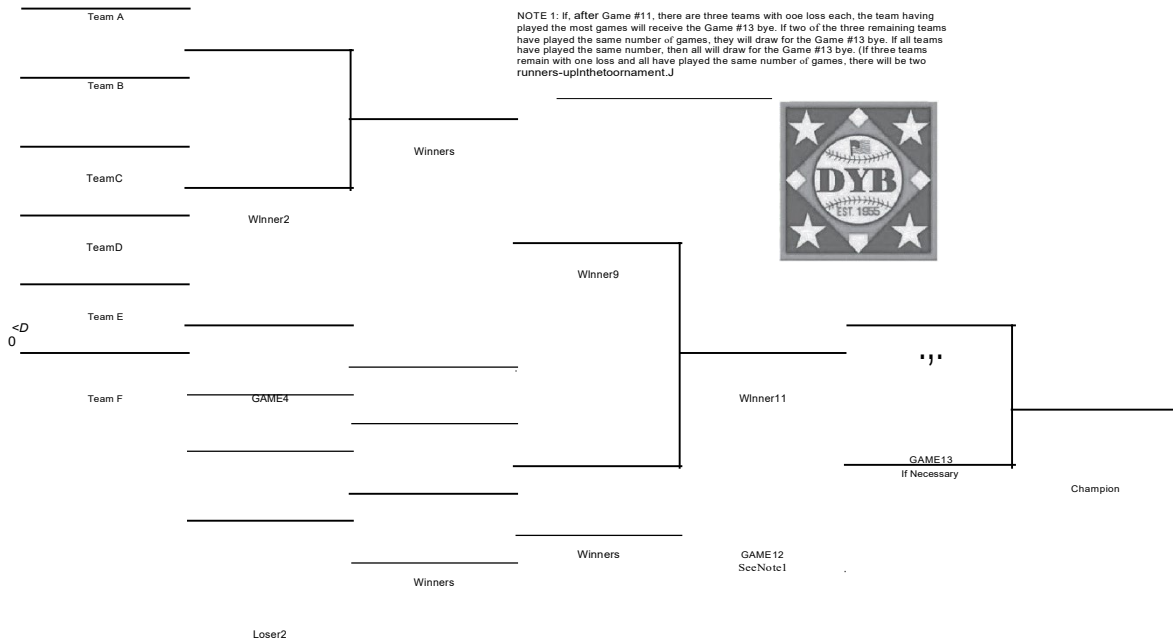 Team A
NOTE 1: If, after Game #11, there are three teams with ooe loss each, the team having
played the most games will receive the Game #13 bye. If two of the three remaining teams
have played the same number of games, they will draw for the Game #13 bye. If all teams
have played the same number, then all will draw for the Game #13 bye. (If three teams
remain with one loss and all have played the same number of games, there will be two
runners-upInthetoornament.J
Team B
Winners
TeamC
DYB
EST. 1955
WInner2
TeamD
WInner9
Team E
<D
0
.,.
Team F
GAME4
WInner11
GAME13
If Necessary
Champion
Winners
GAME12
SeeNote1
Winners
Loser2